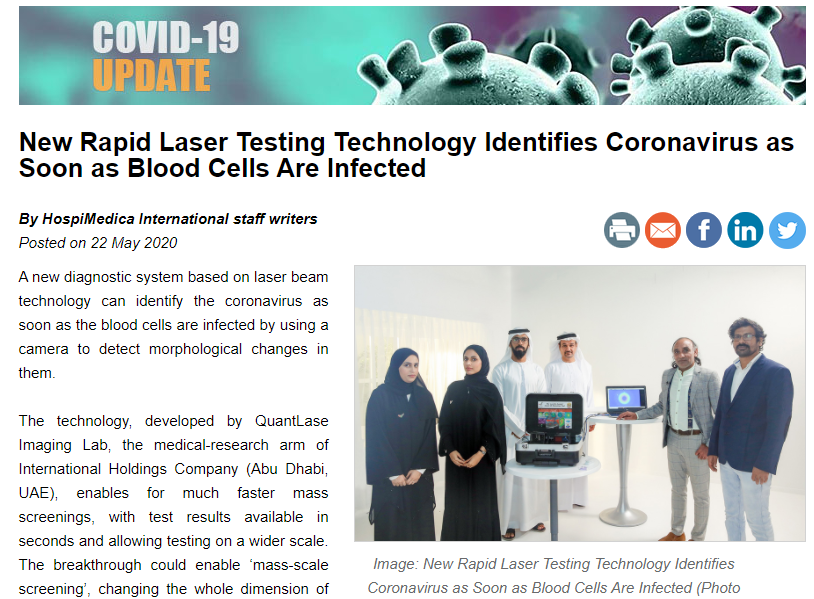 COVID-19
UPDATE
New Rapid Laser Testing Technology Identifies Coronavirus as
Soon as Blood Cells Are Infected
By HospiMedica International staff writers
Posted on 22 May 2020
A new diagnostic system based on laser beam
technology can identify the coronavirus as
soon as the blood cells are infected by using a
camera to detect morphological changes in
them.
The technology, developed by QuantLase
Imaging Lab, the medical-research arm of
International Holdings Company (Abu Dhabi,
UAE), enables for much faster mass
screenings, with test results available in
seconds and allowing testing on a wider scale.
The breakthrough could enable ‘mass-scale
screening’, changing the whole dimension of
Image: New Rapid Laser Testing Technology Identifies
Coronavirus as Soon as Blood Cells Are Infected (Photo